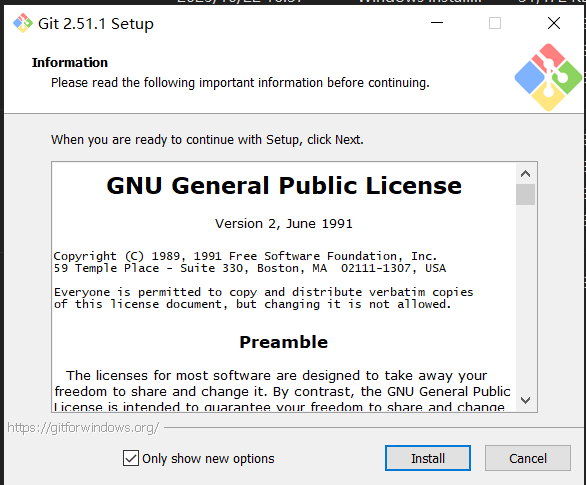 Git 2.51.1 Setup
Information
Please read the following important information before continuing.
When you are ready to continue with Setup, click Next.
GNU General Public License
Version 2, June 1991
Copyright (C) 1989, 1991 Free Software Foundation, Inc.
59 Temple Place - Suite 330, Boston, MA  02111-1307, USA
Everyone is permitted to copy and distribute verbatim copies
of this license document, but changing it is not allowed.
Preamble
The licenses for most software are designed to take away your
freedom to share and change it. By contrast, the GNU General Public
License is intended to guarantee your freedom to share and change
https://gitforwindows.org/
Only show new options
Install
Cancel